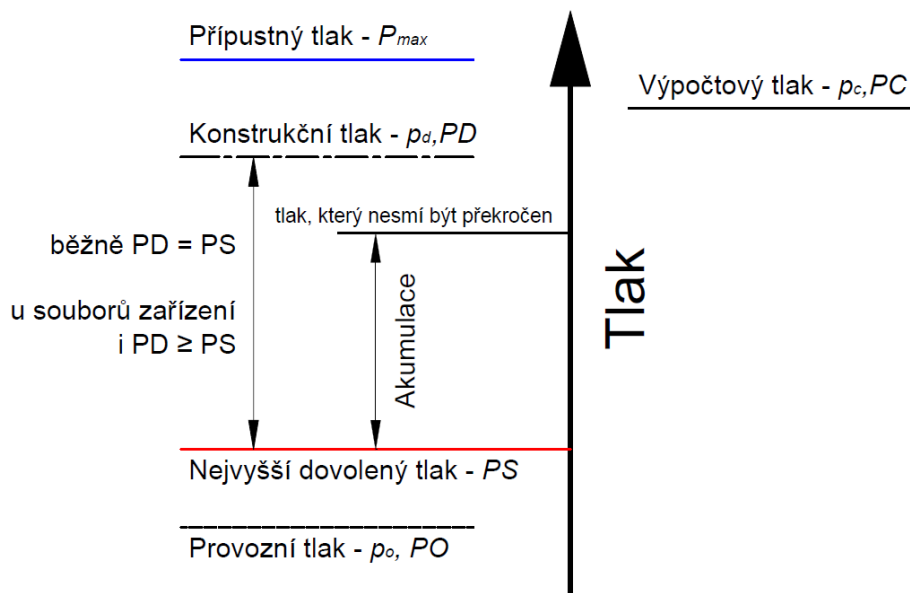 Přípustný tlak - Pmax
Výpočtový tlak - pc,PC
Konstrukční tlak - pd,PD
tlak, který nesmí být překročen
běžně PD = PS
u souborů zařízení
i PD ≥ PS
Akumulace
Tlak
Nejvyšší dovolený tlak - PS
Provozní tlak - po, PO